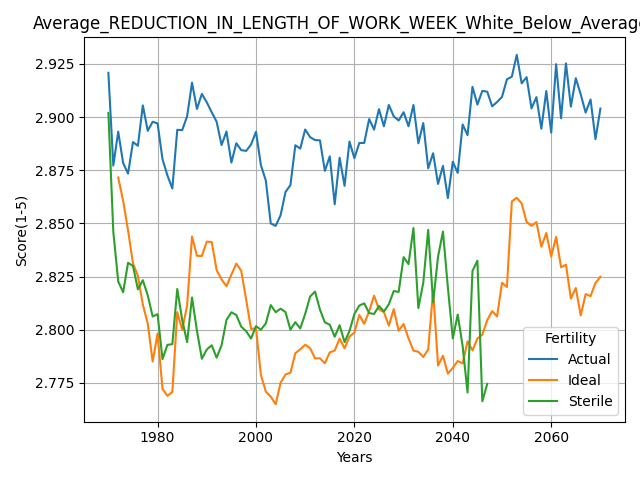 Average_REDUCTION_IN_LENGTH_OF_WORK_WEEK_White_Below_Average
2.925
2.900
2.875
2.850
2.825
2.800
2.775
Score(1-5)
1980 2000 2020 2040 2060
Years
Fertility
Actual
Ideal
Sterile